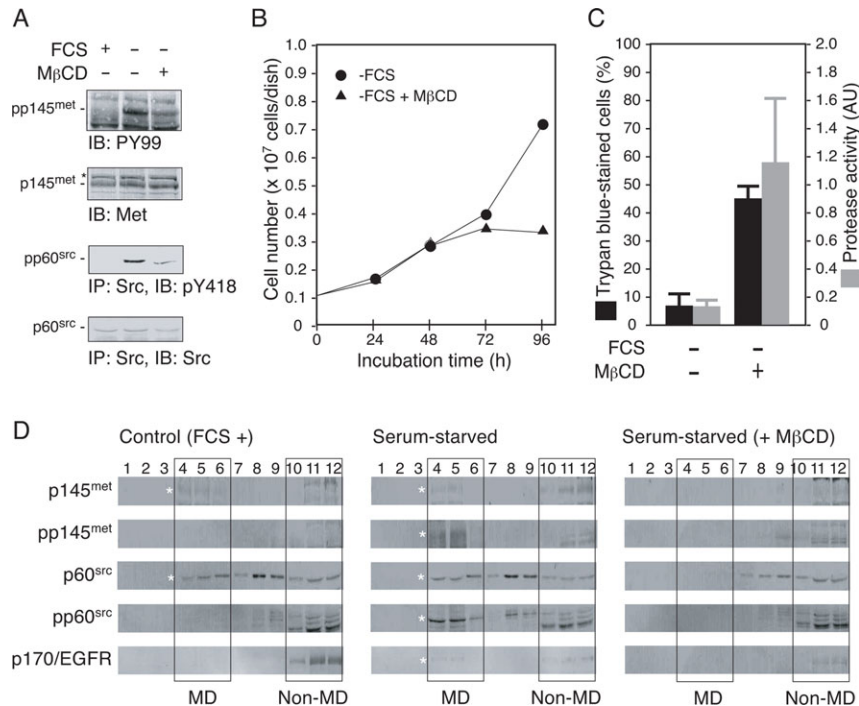 A
FCS + – –
MβCD – – +
pp145met
IB: PY99
*
p145met
IB: Met
pp60src
IP: Src, IB: pY418
p60src
IP: Src, IB: Src
B
Cell number (x 10⁷ cells/dish)
1.0
0.9
0.8
0.7
0.6
0.5
0.4
0.3
0.2
0.1
0 24 48 72 96
Incubation time (h)
-FCS
-FCS + MβCD
C
Trypan blue-stained cells (%)
100
90
80
70
60
50
40
30
20
10
0
2.0
1.8
1.6
1.4
1.2
1.0
0.8
0.6
0.4
0.2
0.0
Protease activity (AU)
FCS – –
MβCD – +
D
Control (FCS +) Serum-starved Serum-starved (+ MβCD)
1 2 3 4 5 6 7 8 9 10 11 12 1 2 3 4 5 6 7 8 9 10 11 12 1 2 3 4 5 6 7 8 9 10 11 12
p145met * *
pp145met *
p60src * *
pp60src *
p170/EGFR *
MD Non-MD MD Non-MD MD Non-MD